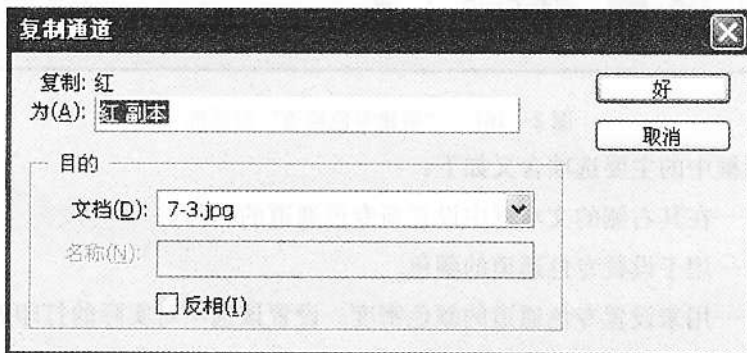 复制通道
复制: 红
为(A): 红 副本
好
取消
目的
文档(D): 7-3.jpg
名称(N):
反相(I)